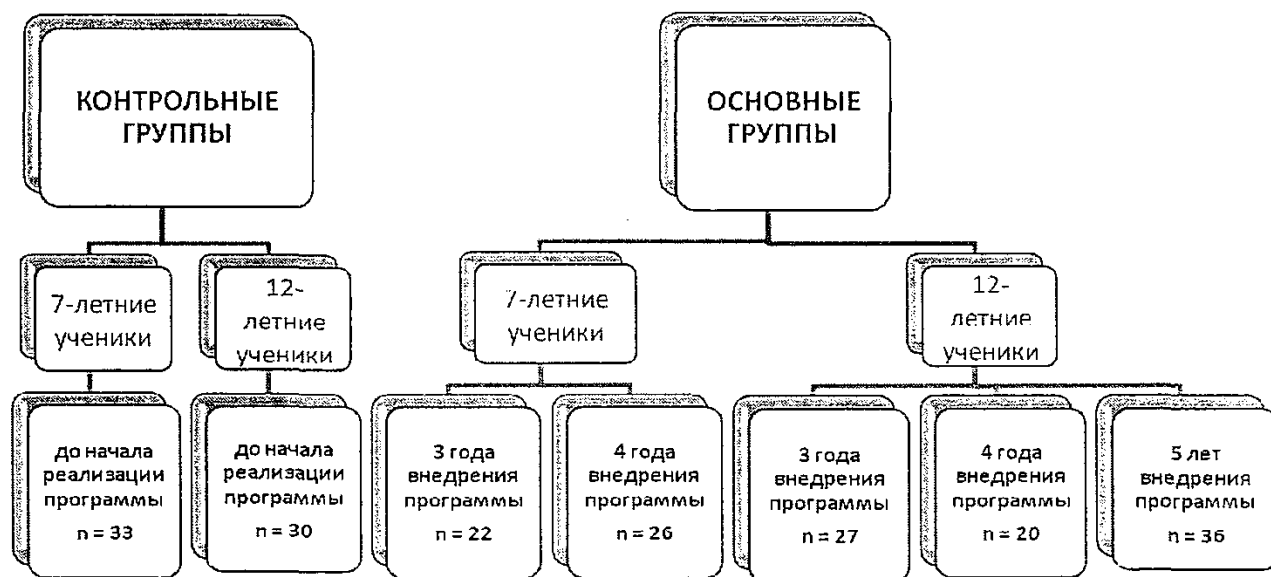 КОНТРОЛЬНЫЕ
ГРУППЫ
ОСНОВНЫЕ
ГРУППЫ
7-летние
ученики
12-
летние
ученики
7-летние
ученики
12-
летние
ученики
до начала
реализации
программы
n = 33
до начала
реализации
программы
n = 30
3 года
внедрения
программы
n = 22
4 года
внедрения
программы
n = 26
3 года
внедрения
программы
n = 27
4 года
внедрения
программы
n = 20
5 лет
внедрения
программы
n = 36